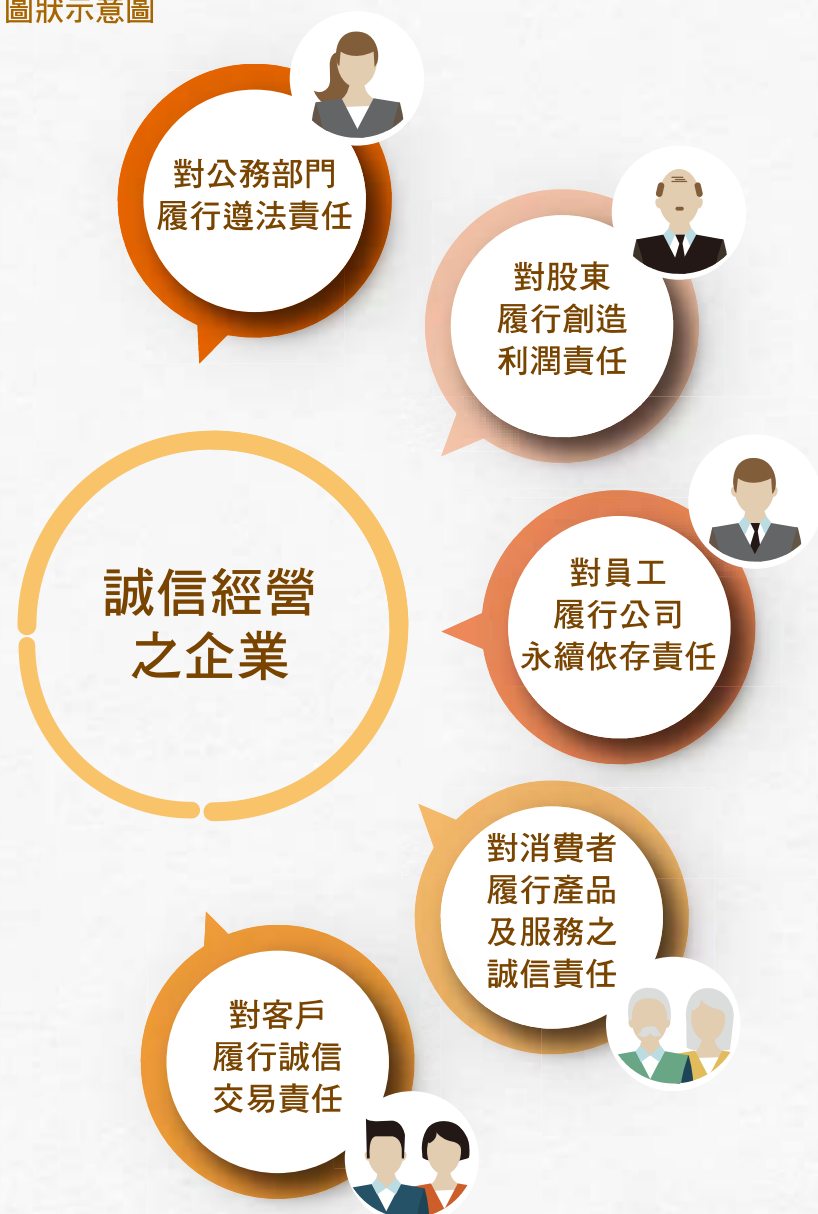 圖狀示意圖
對公務部門
履行遵法責任
對股東
履行創造
利潤責任
對員工
履行公司
永續依存責任
誠信經營
之企業
對消費者
履行產品
及服務之
誠信責任
對客戶
履行誠信
交易責任